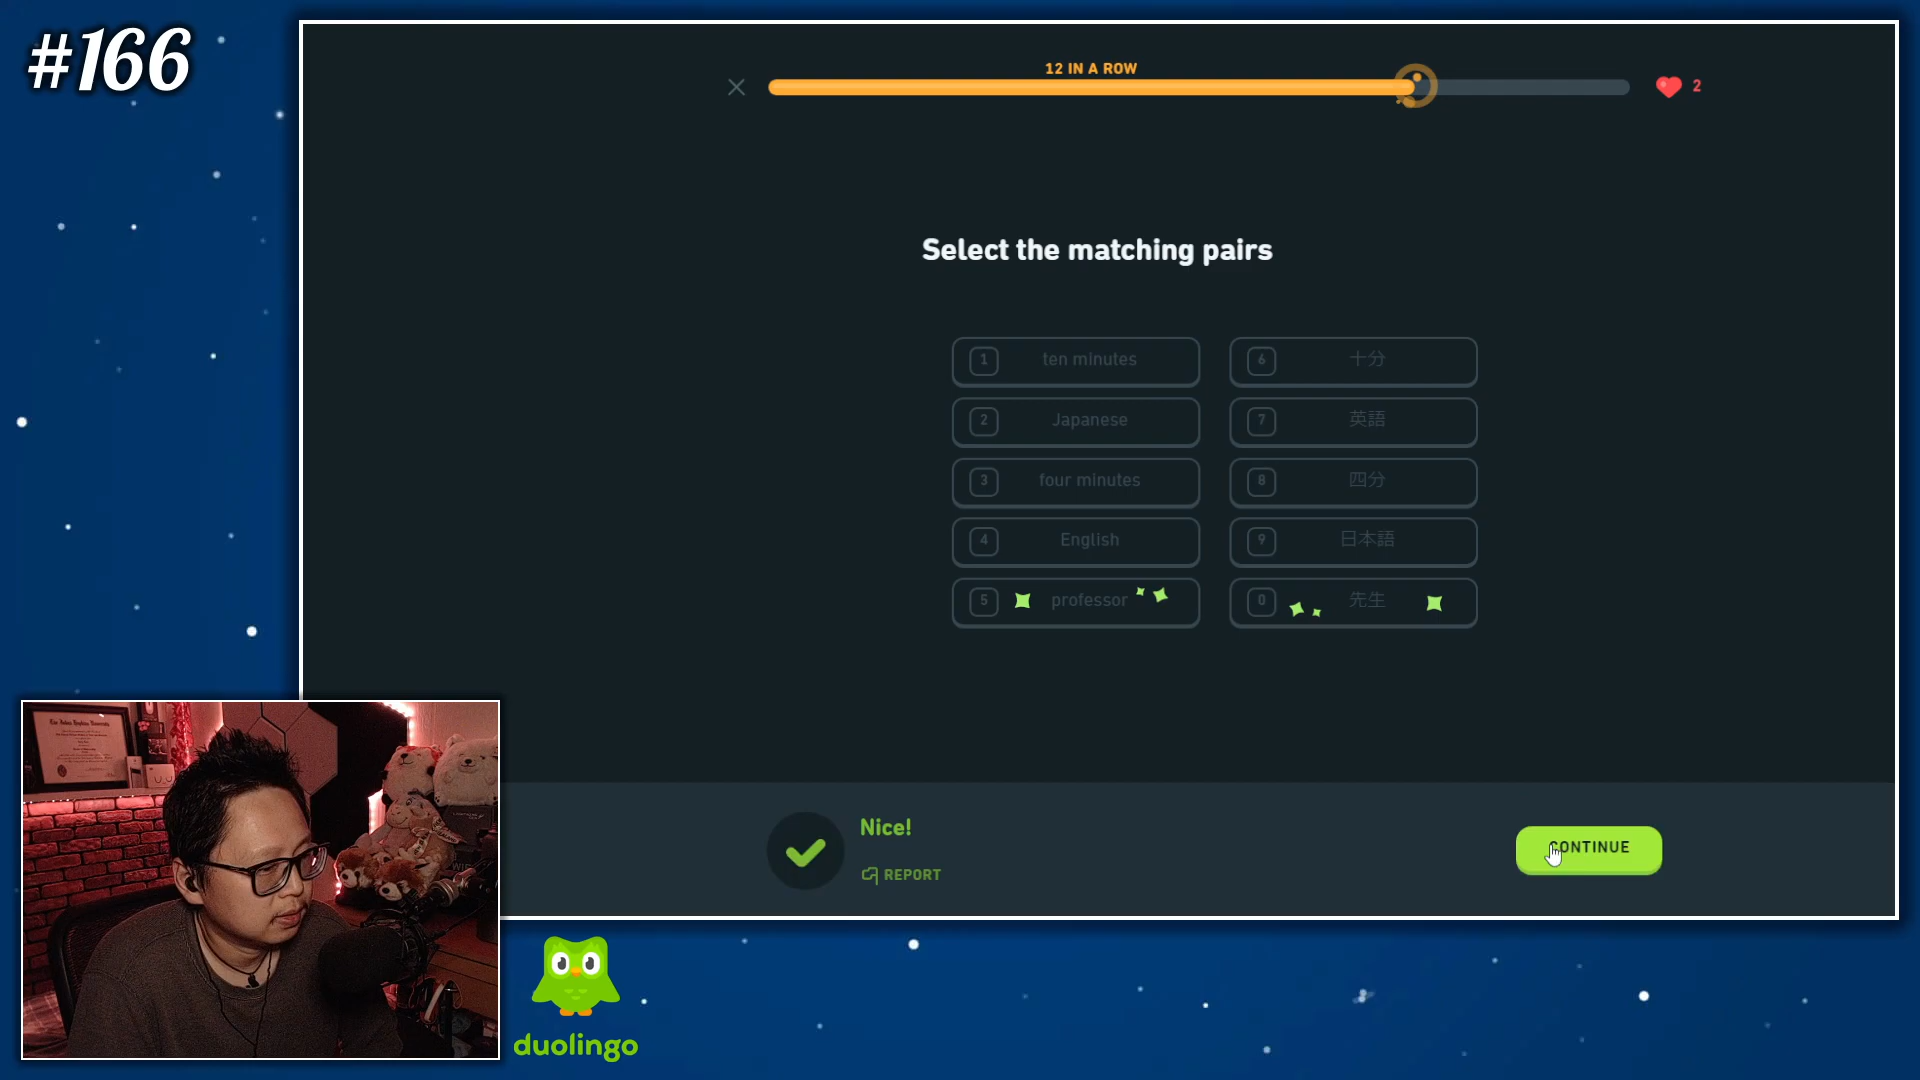 #166
12 IN A ROW
2
Select the matching pairs
1 ten minutes
6 十分
2 Japanese
7 英語
3 four minutes
8 四分
4 English
9 日本語
5 professor
0 先生
Nice!
REPORT
CONTINUE
duolingo